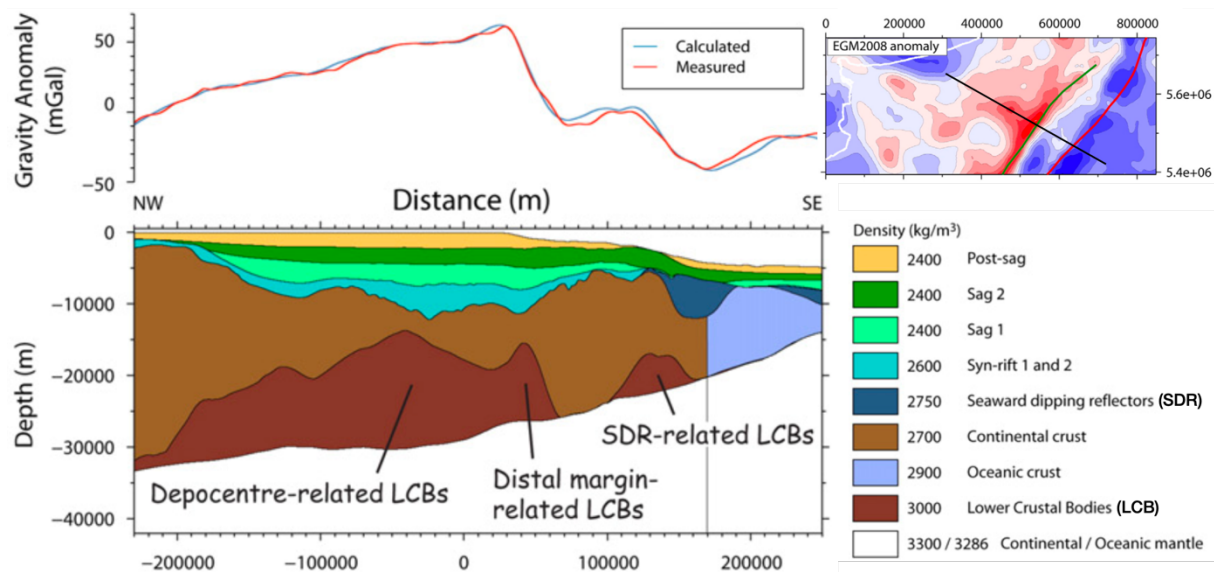 Gravity Anomaly
(mGal)
50
0
−50
Calculated
Measured
0
200000
400000
600000
800000
EGM2008 anomaly
5.6e+06
5.4e+06
NW
Distance (m)
SE
Depth (m)
0
−10000
−20000
−30000
−40000
Depocentre-related LCBs
Distal margin-
related LCBs
SDR-related LCBs
−200000
−100000
0
100000
200000
Density (kg/m³)
2400 Post-sag
2400 Sag 2
2400 Sag 1
2600 Syn-rift 1 and 2
2750 Seaward dipping reflectors (SDR)
2700 Continental crust
2900 Oceanic crust
3000 Lower Crustal Bodies (LCB)
3300 / 3286 Continental / Oceanic mantle